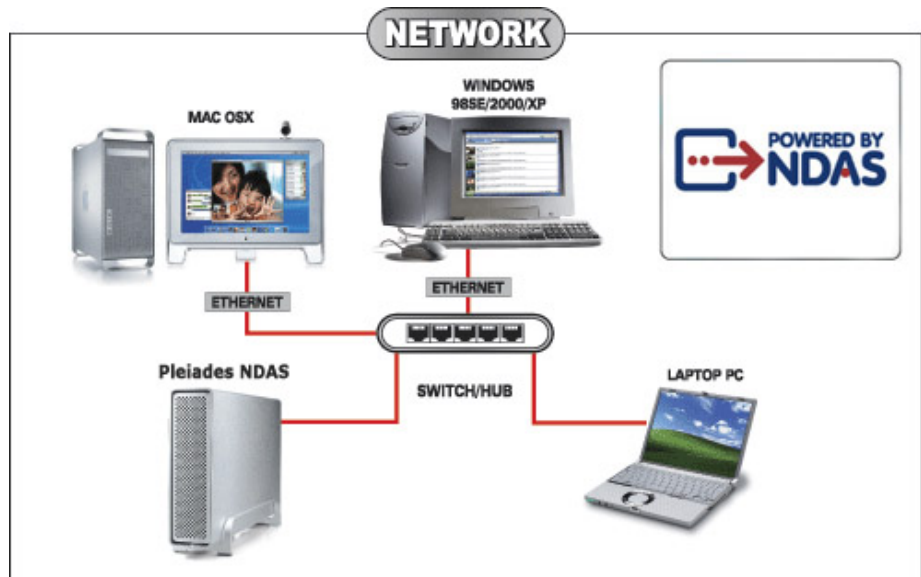 NETWORK
MAC OSX
WINDOWS
98SE/2000/XP
POWERED BY
NDAS
ETHERNET
ETHERNET
Pleiades NDAS
SWITCH/HUB
LAPTOP PC